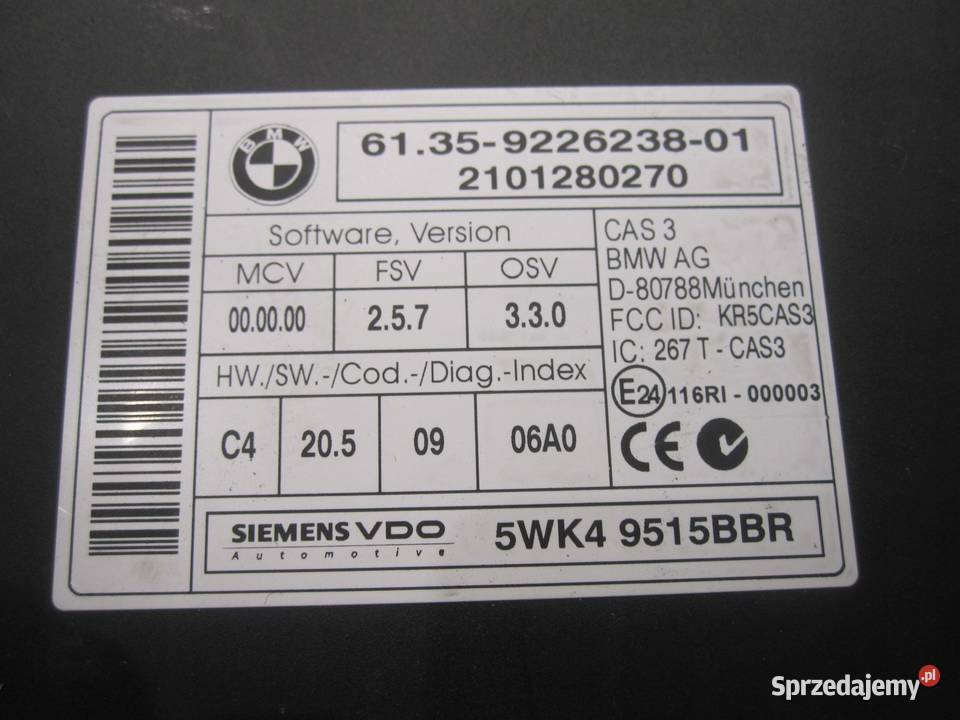 BMW
61.35-9226238-01
2101280270
Software, Version
MCV FSV OSV
00.00.00 2.5.7 3.3.0
HW./SW.-/Cod.-/Diag.-Index
C4 20.5 09 06A0
CAS 3
BMW AG
D-80788München
FCC ID: KR5CAS3
IC: 267 T - CAS3
E24 116RI - 000003
CE
SIEMENS VDO
Automotive
5WK4 9515BBR
Sprzedajemy.pl